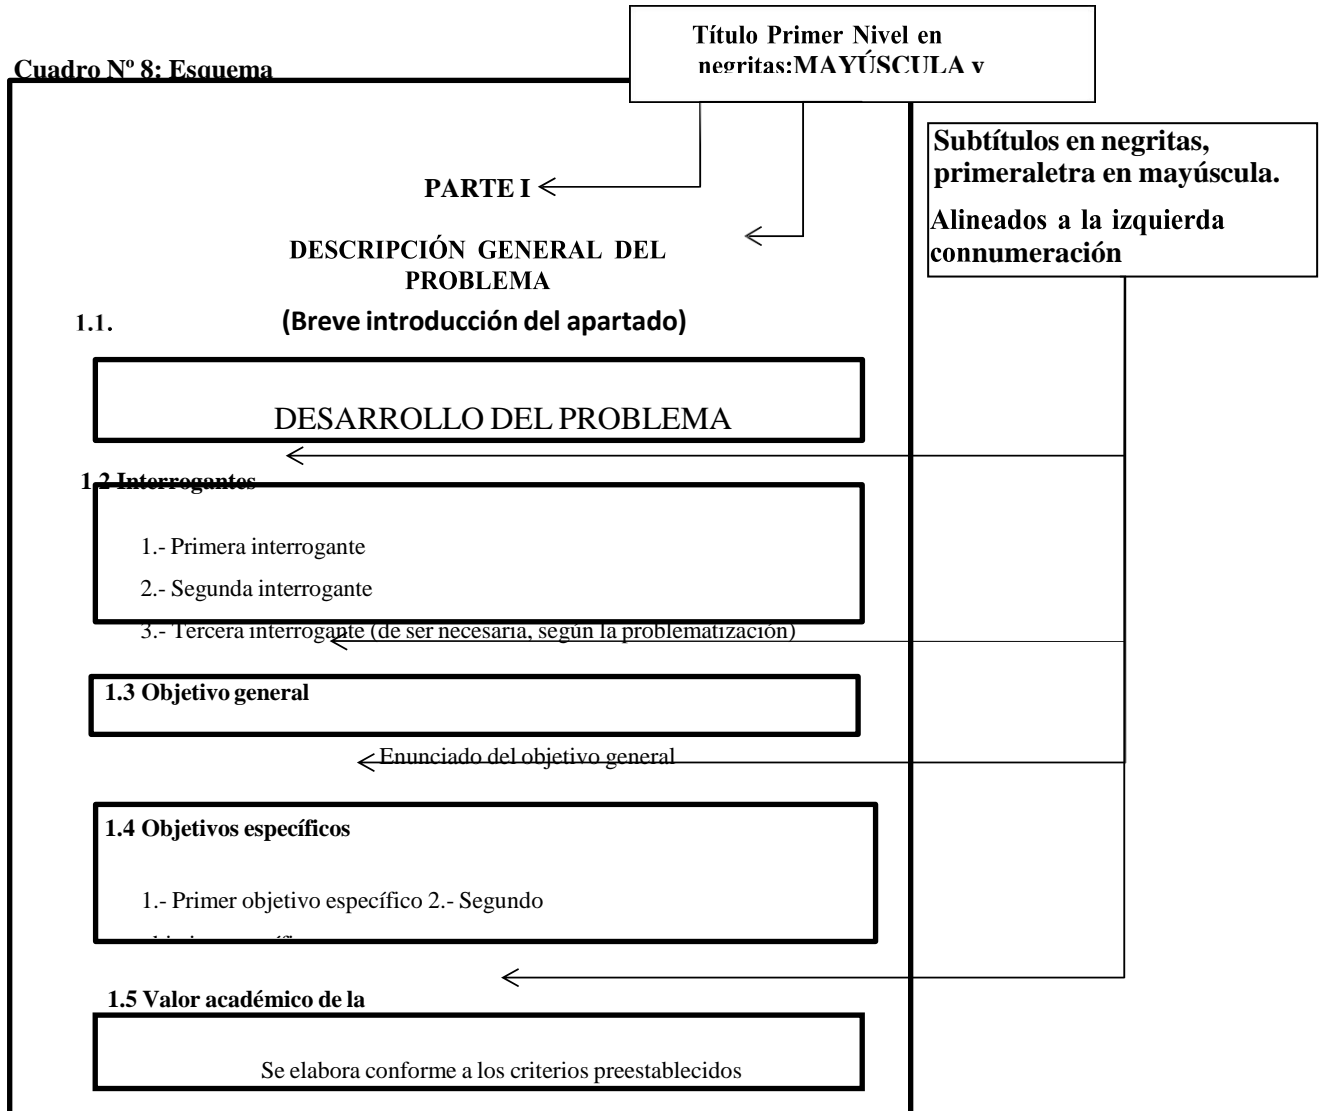 Título Primer Nivel en
negritas:MAYÚSCULA y
Cuadro Nº 8: Esquema
Subtítulos en negritas,
primeraletra en mayúscula.
Alineados a la izquierda
connumeración
PARTE I
DESCRIPCIÓN GENERAL DEL
PROBLEMA
1.1. (Breve introducción del apartado)
DESARROLLO DEL PROBLEMA
1.2 Interrogantes
1.- Primera interrogante
2.- Segunda interrogante
3.- Tercera interrogante (de ser necesaria, según la problematización)
1.3 Objetivo general
Enunciado del objetivo general
1.4 Objetivos específicos
1.- Primer objetivo específico 2.- Segundo
1.5 Valor académico de la
Se elabora conforme a los criterios preestablecidos